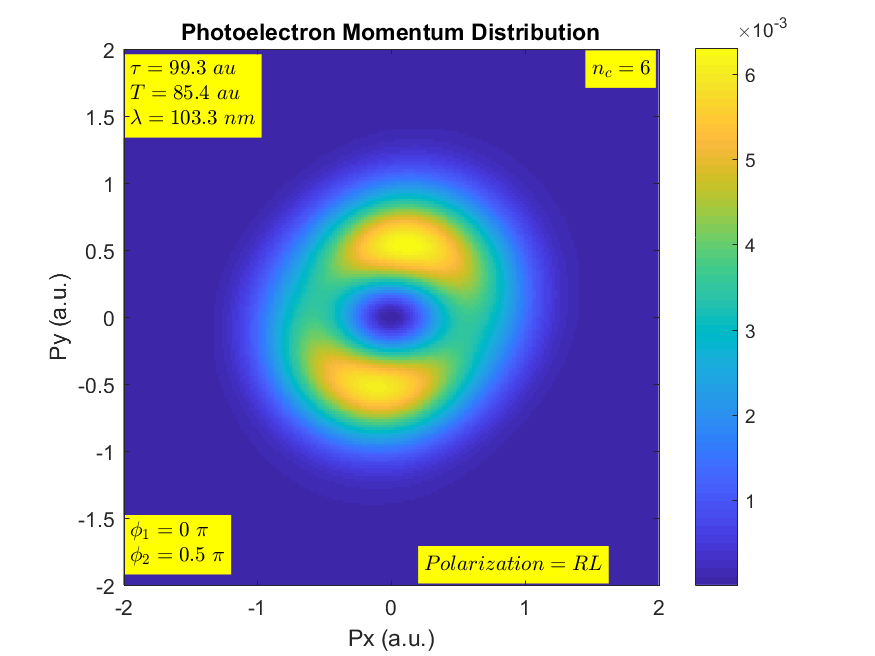 Photoelectron Momentum Distribution
×10⁻³
τ = 99.3 au
T = 85.4 au
λ = 103.3 nm
n_c = 6
2
1.5
1
0.5
0
-0.5
-1
-1.5
-2
Py (a.u.)
6
5
4
3
2
1
ϕ₁ = 0 π
ϕ₂ = 0.5 π
Polarization = RL
-2
-1
0
1
2
Px (a.u.)